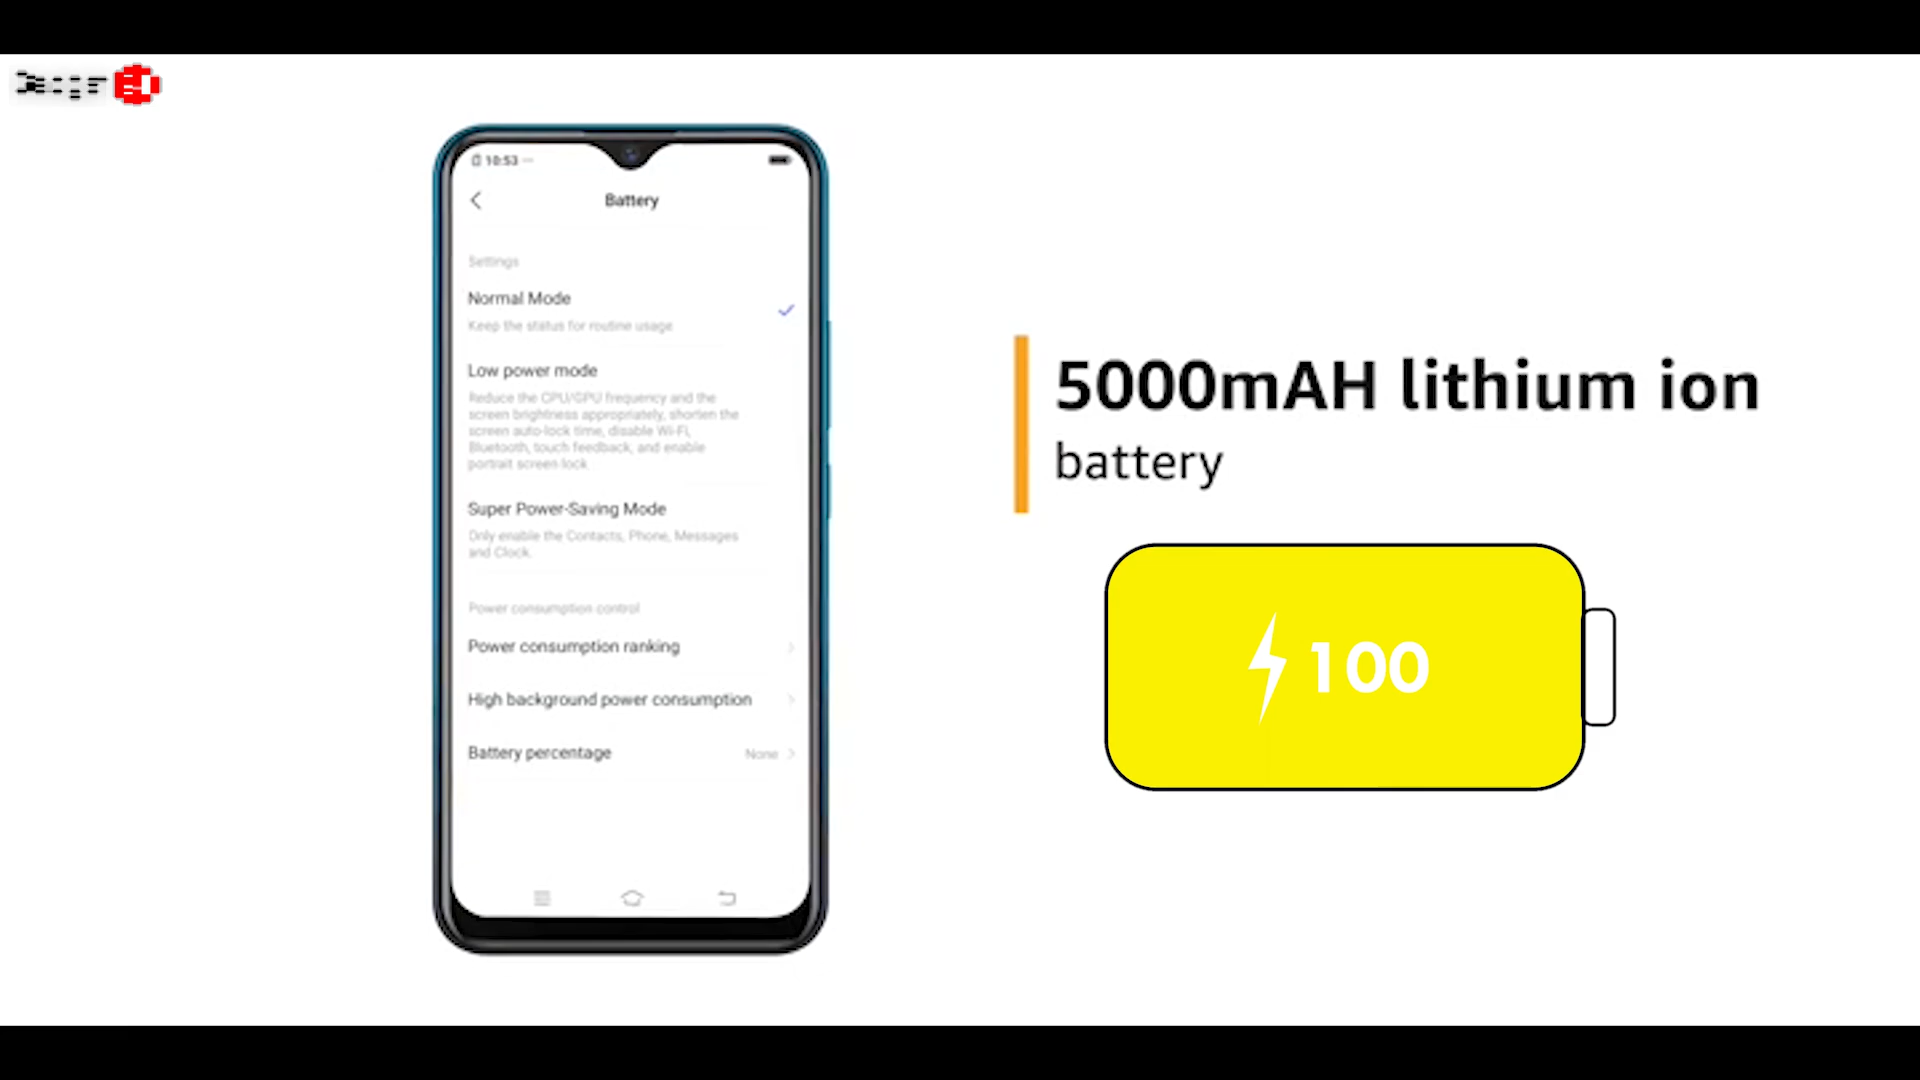 10:53
Battery
Settings
Normal Mode
Keep the status for routine usage
Low power mode
Reduce the CPU/GPU frequency and the
screen brightness appropriately, shorten the
screen auto-lock time, disable Wi-Fi,
Bluetooth, touch feedback, and enable
portrait screen lock.
Super Power-Saving Mode
Only enable the Contacts, Phone, Messages
and Clock.
Power consumption control
Power consumption ranking
High background power consumption
Battery percentage None
5000mAH lithium ion
battery
100